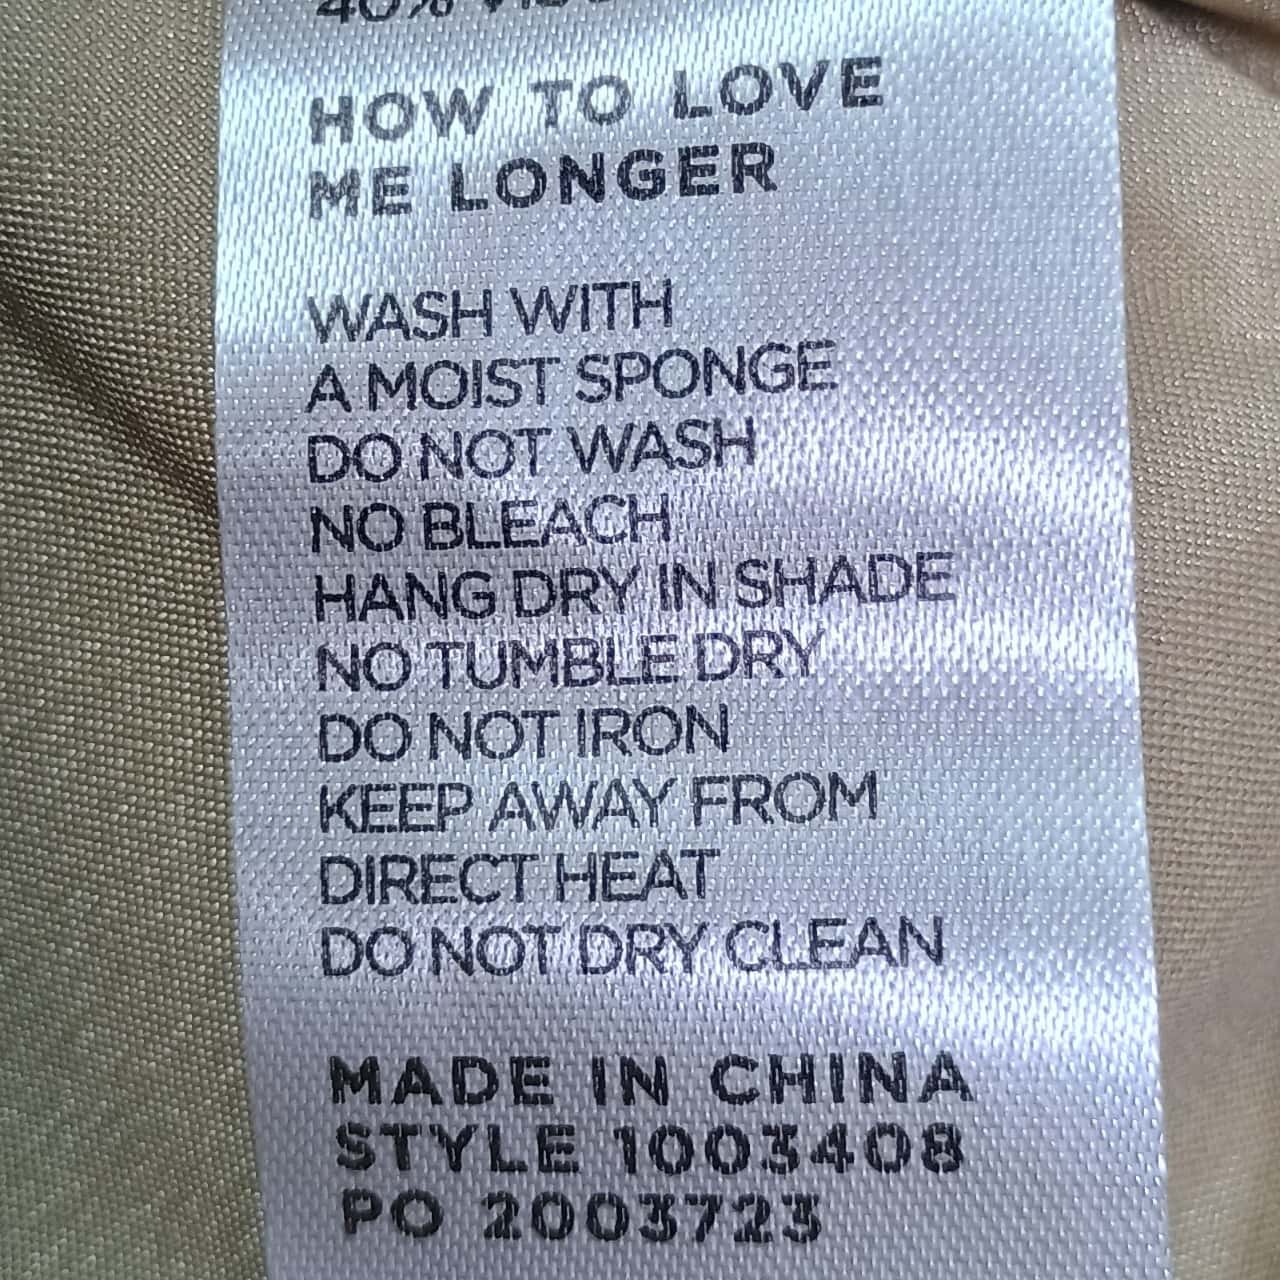 40%
HOW TO LOVE
ME LONGER
WASH WITH
A MOIST SPONGE
DO NOT WASH
NO BLEACH
HANG DRY IN SHADE
NO TUMBLE DRY
DO NOT IRON
KEEP AWAY FROM
DIRECT HEAT
DO NOT DRY CLEAN
MADE IN CHINA
STYLE 1003408
PO 2003723